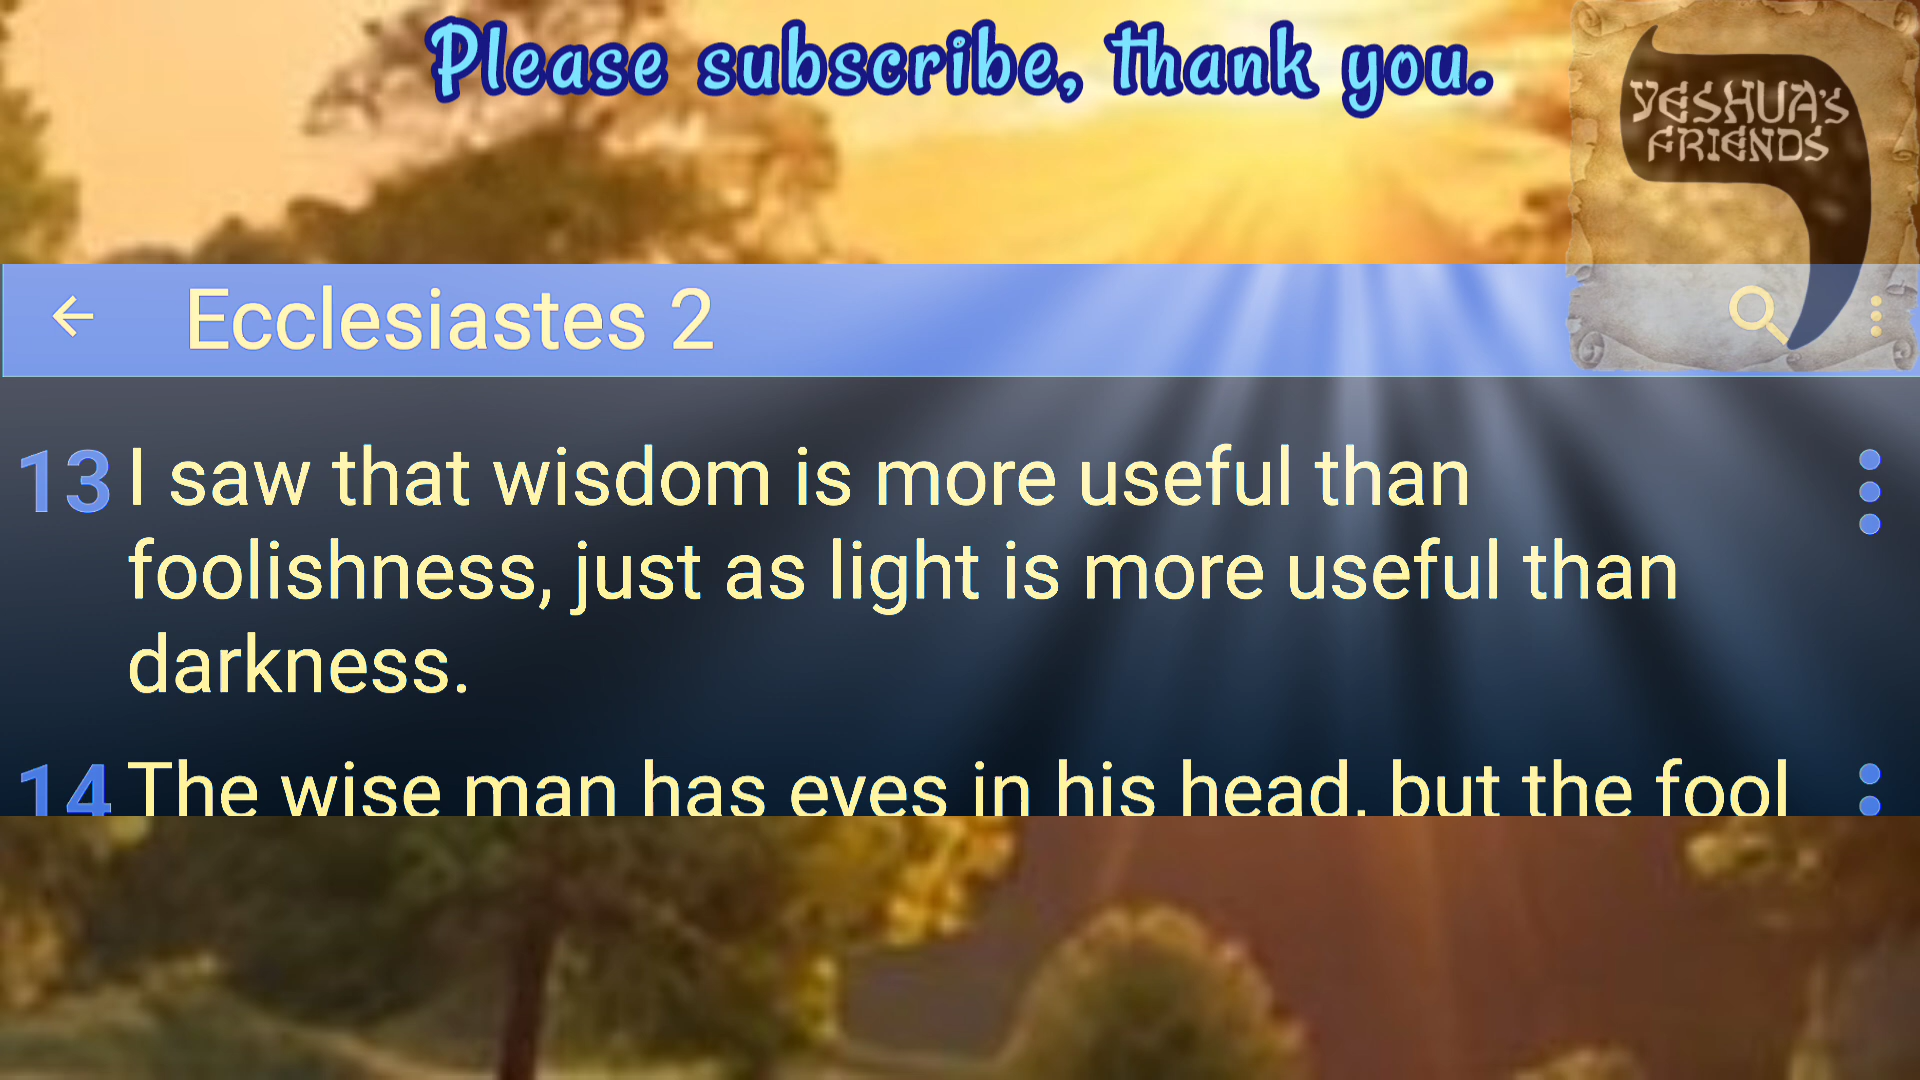 Please subscribe, thank you.
YESHUA'S
FRIENDS
Ecclesiastes 2
13 I saw that wisdom is more useful than
foolishness, just as light is more useful than
darkness.
14 The wise man has eyes in his head, but the fool